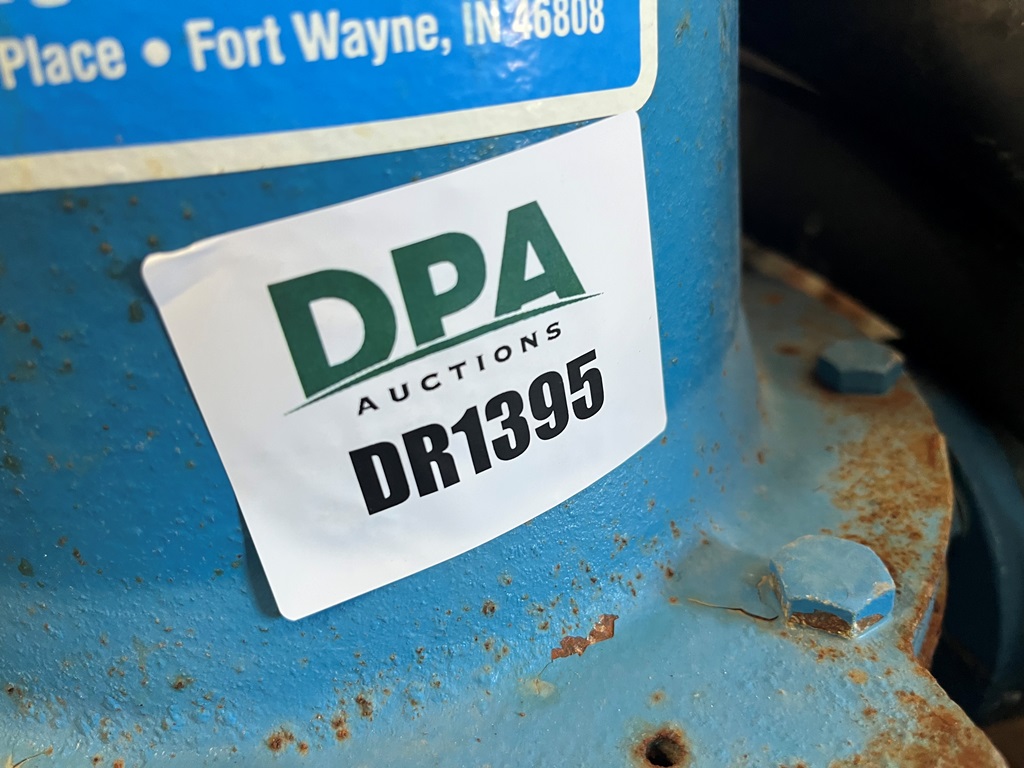 Place • Fort Wayne, IN 46808
DPA
AUCTIONS
DR1395